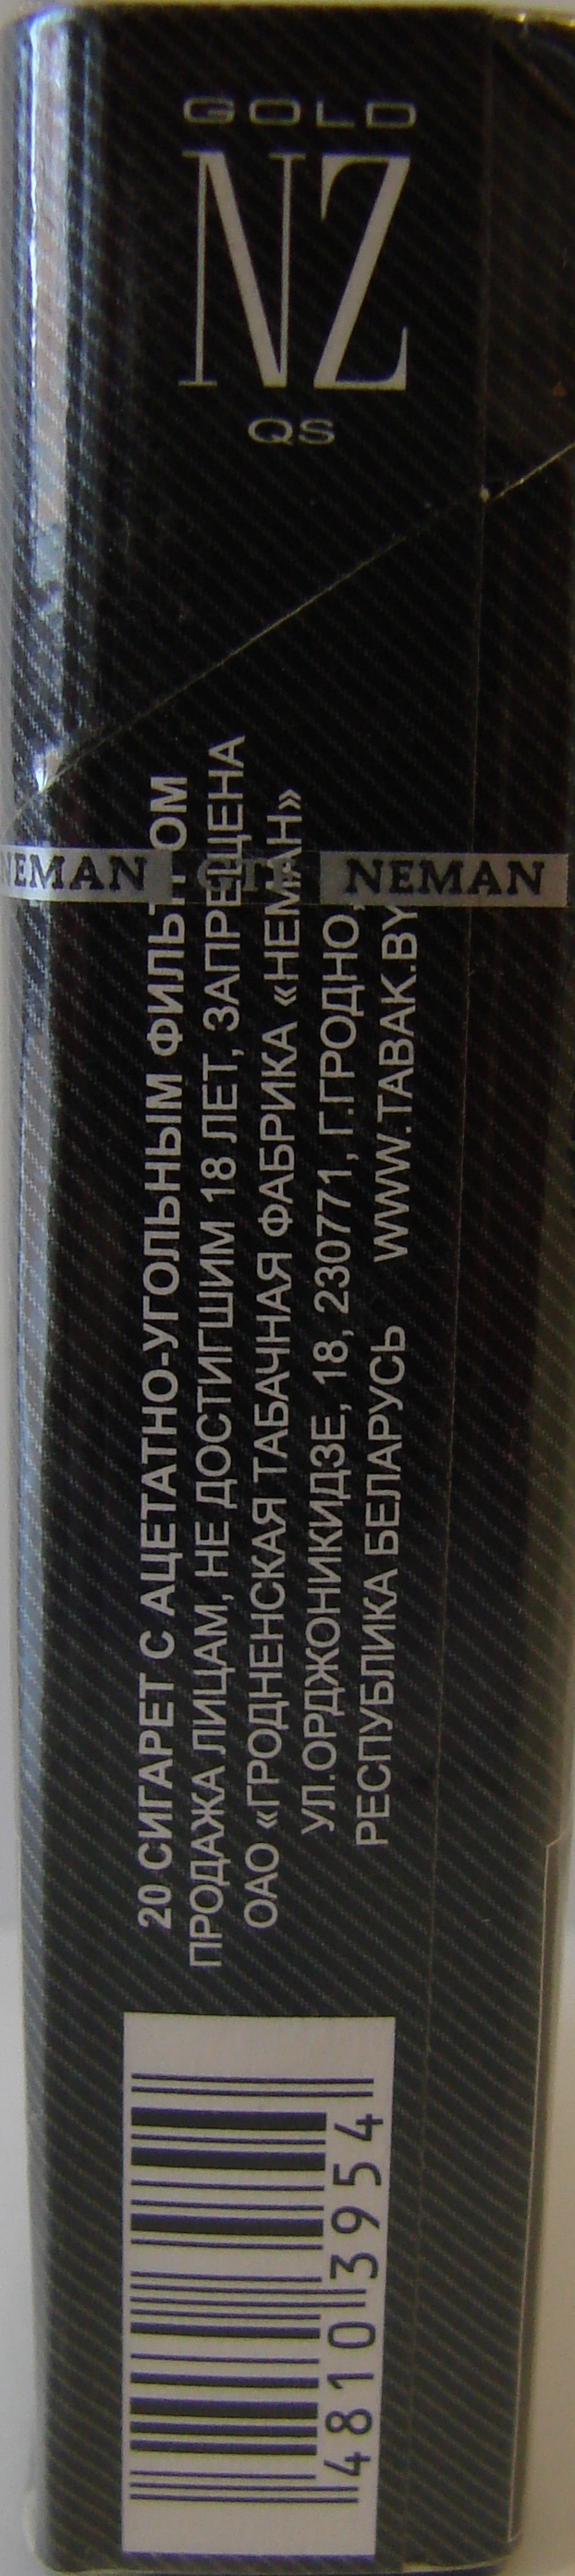 GOLD
NZ
QS
NEMAN GTF NEMAN
20 СИГАРЕТ С АЦЕТАТНО-УГОЛЬНЫМ ФИЛЬТРОМ
ПРОДАЖА ЛИЦАМ, НЕ ДОСТИГШИМ 18 ЛЕТ, ЗАПРЕЩЕНА
ОАО «ГРОДНЕНСКАЯ ТАБАЧНАЯ ФАБРИКА «НЕМАН»
УЛ.ОРДЖОНИКИДЗЕ, 18, 230771, Г.ГРОДНО,
РЕСПУБЛИКА БЕЛАРУСЬ WWW.TABAK.BY
4810 3954